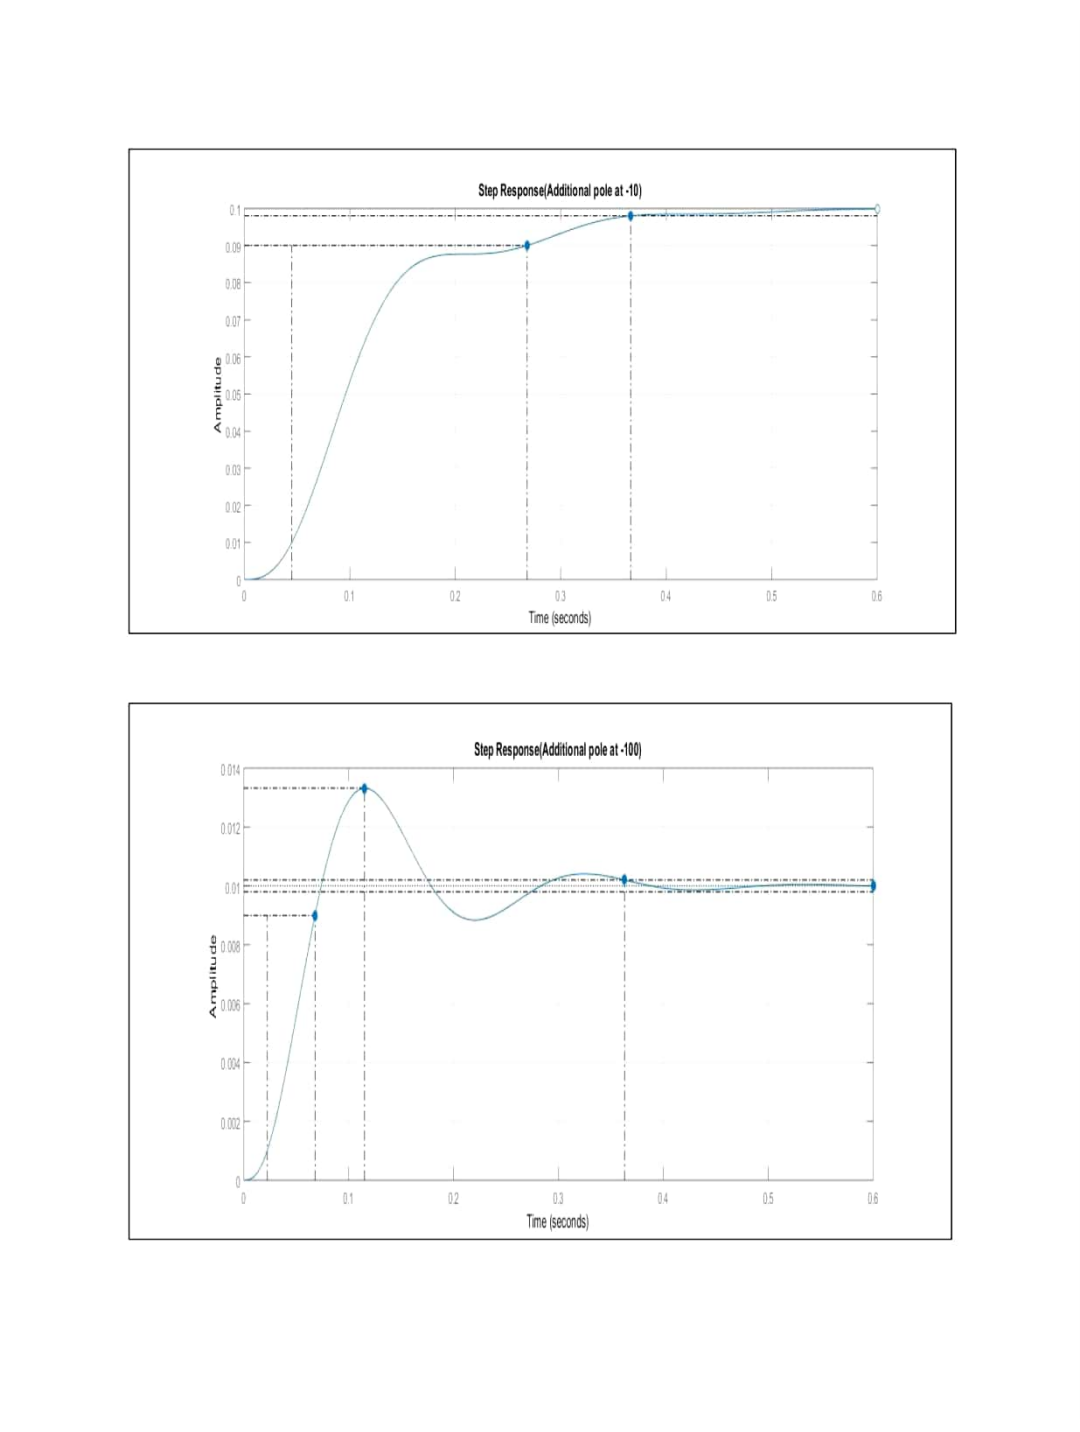 Step Response(Additional pole at -10)
0.1
0.09
0.08
0.07
0.06
0.05
0.04
0.03
0.02
0.01
0
Amplitude
0 0.1 0.2 0.3 0.4 0.5 0.6
Time (seconds)
Step Response(Additional pole at -100)
0.014
0.012
0.01
0.008
0.006
0.004
0.002
0
Amplitude
0 0.1 0.2 0.3 0.4 0.5 0.6
Time (seconds)